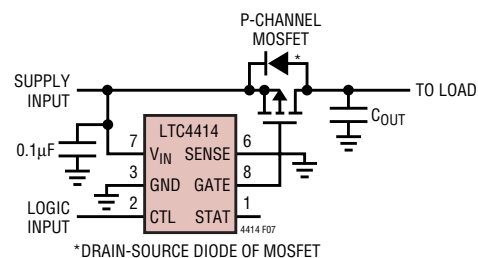 P-CHANNEL
MOSFET
*
SUPPLY
INPUT
TO LOAD
COUT
0.1µF
LTC4414
7
VIN
SENSE
6
3
GND
GATE
8
LOGIC
INPUT
2
CTL
STAT
1
4414 F07
*DRAIN-SOURCE DIODE OF MOSFET